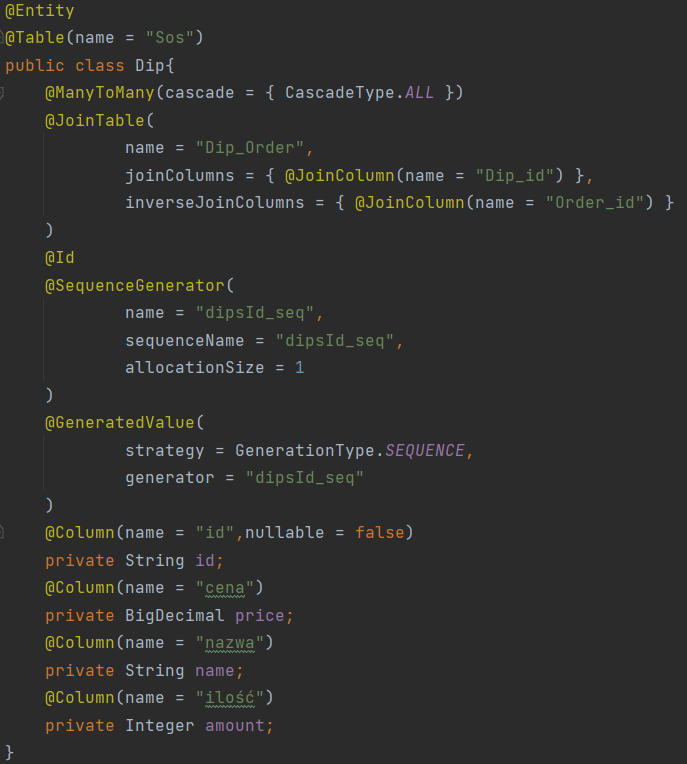 @Entity
@Table(name = "Sos")
public class Dip{
    @ManyToMany(cascade = { CascadeType.ALL })
    @JoinTable(
            name = "Dip_Order",
            joinColumns = { @JoinColumn(name = "Dip_id") },
            inverseJoinColumns = { @JoinColumn(name = "Order_id") }
    )
    @Id
    @SequenceGenerator(
            name = "dipsId_seq",
            sequenceName = "dipsId_seq",
            allocationSize = 1
    )
    @GeneratedValue(
            strategy = GenerationType.SEQUENCE,
            generator = "dipsId_seq"
    )
    @Column(name = "id",nullable = false)
    private String id;
    @Column(name = "cena")
    private BigDecimal price;
    @Column(name = "nazwa")
    private String name;
    @Column(name = "ilość")
    private Integer amount;
}